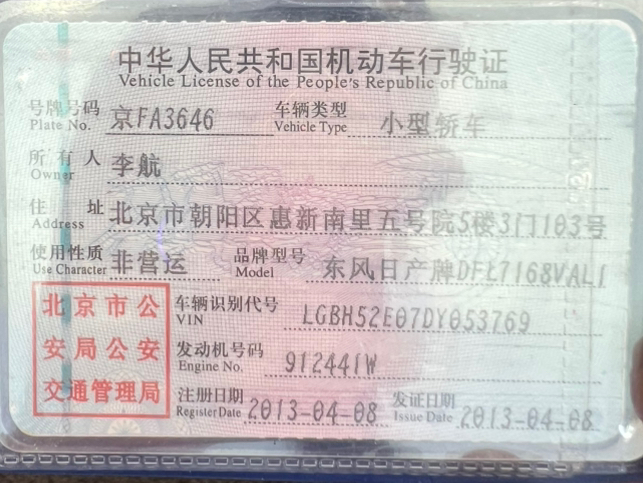 中华人民共和国机动车行驶证
Vehicle License of the People's Republic of China
号牌号码 京FA3646 车辆类型 小型轿车
Plate No. Vehicle Type
所有人 李航
Owner
住址 北京市朝阳区惠新南里五号院5楼3门103号
Address
使用性质 非营运 品牌型号 东风日产牌DFL7168VAL1
Use Character Model
北京市公安局公安交通管理局
车辆识别代号 LGBH52E07DY053769
VIN
发动机号码 912441W
Engine No.
注册日期 2013-04-08 发证日期 2013-04-08
Register Date Issue Date